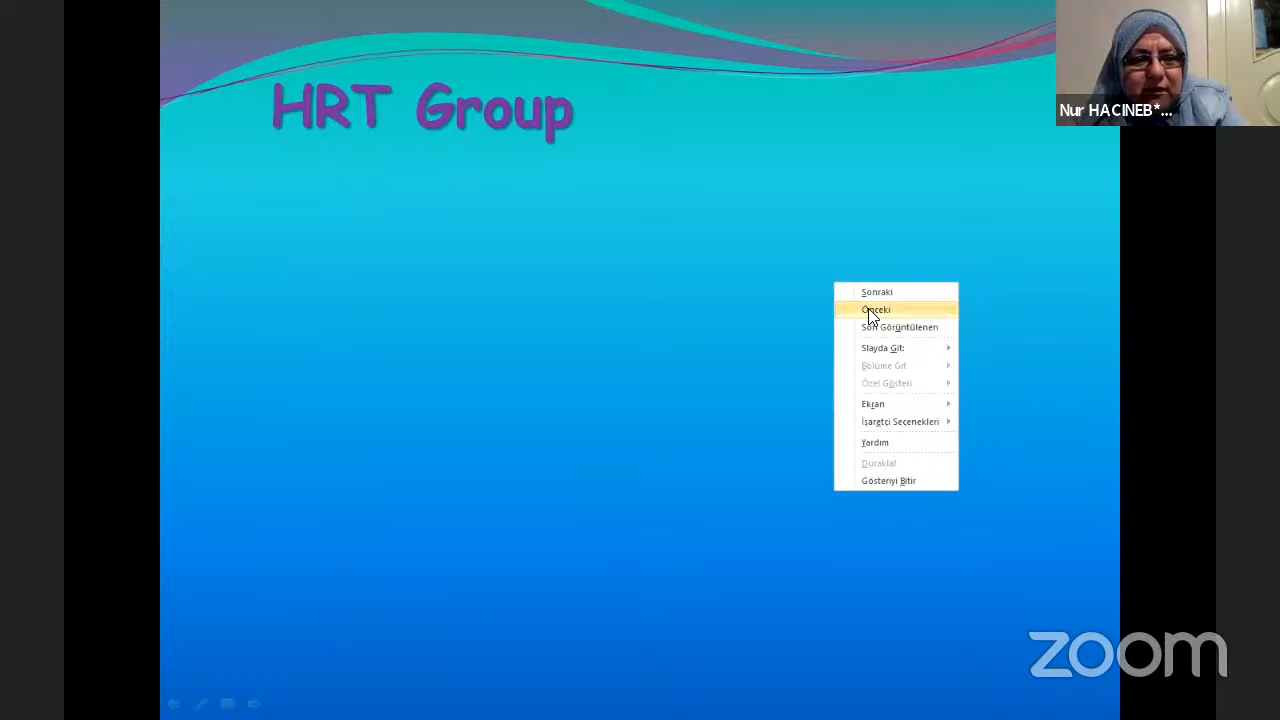 HRT Group
Nur HACINEB*...
Sonraki
Önceki
Son Görüntülenen
Slayda Git:
Bölüme Git
Özel Gösteri
Ekran
İşaretçi Seçenekleri
Yardım
Duraklat
Gösteriyi Bitir
zoom